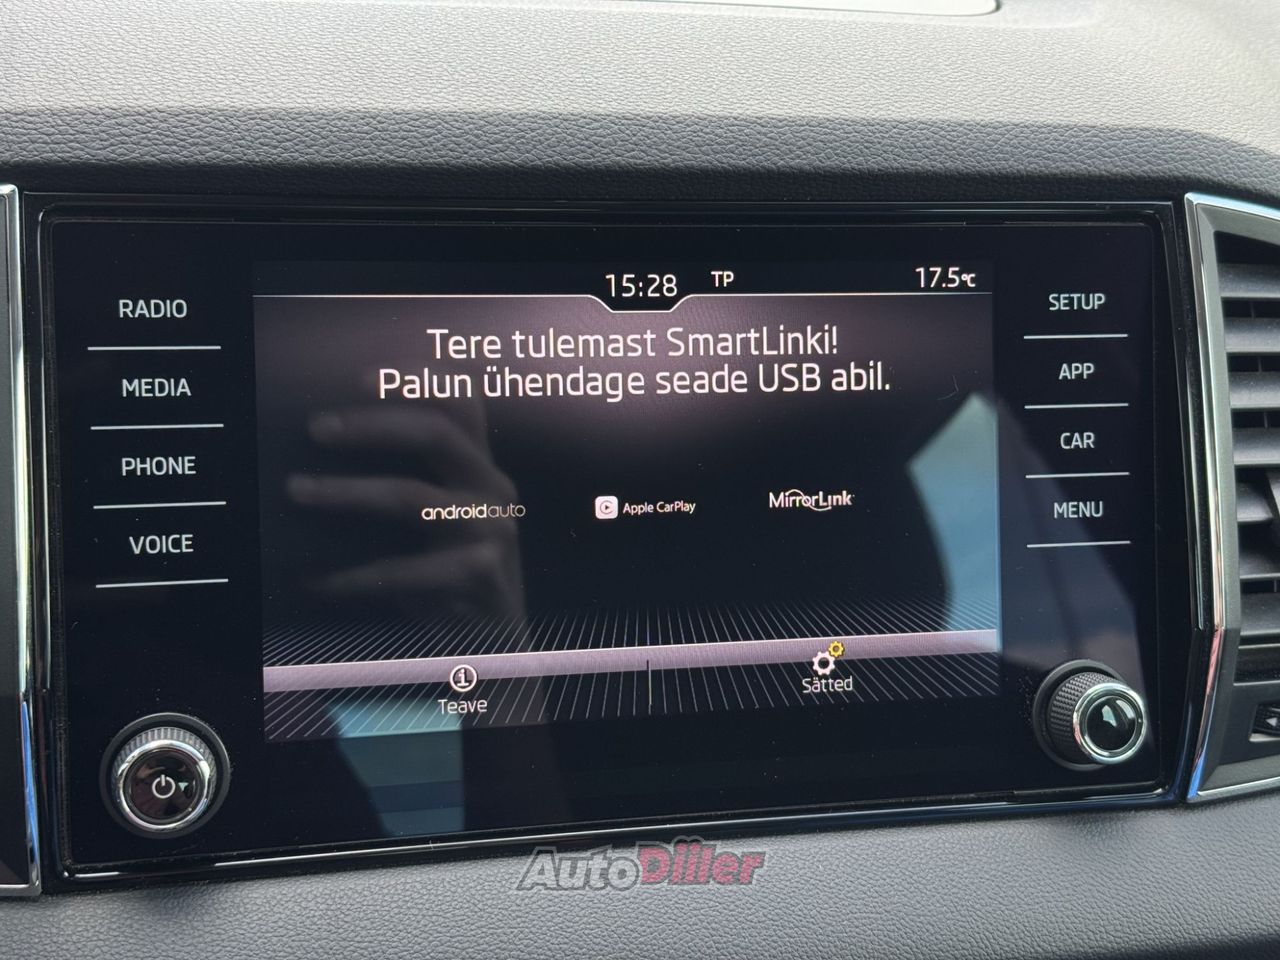 15:28 TP 17.5°C
RADIO
MEDIA
PHONE
VOICE
Tere tulemast SmartLinki!
Palun ühendage seade USB abil.
androidauto
Apple CarPlay
MirrorLink
Teave
Sätted
SETUP
APP
CAR
MENU
AutoDiiler